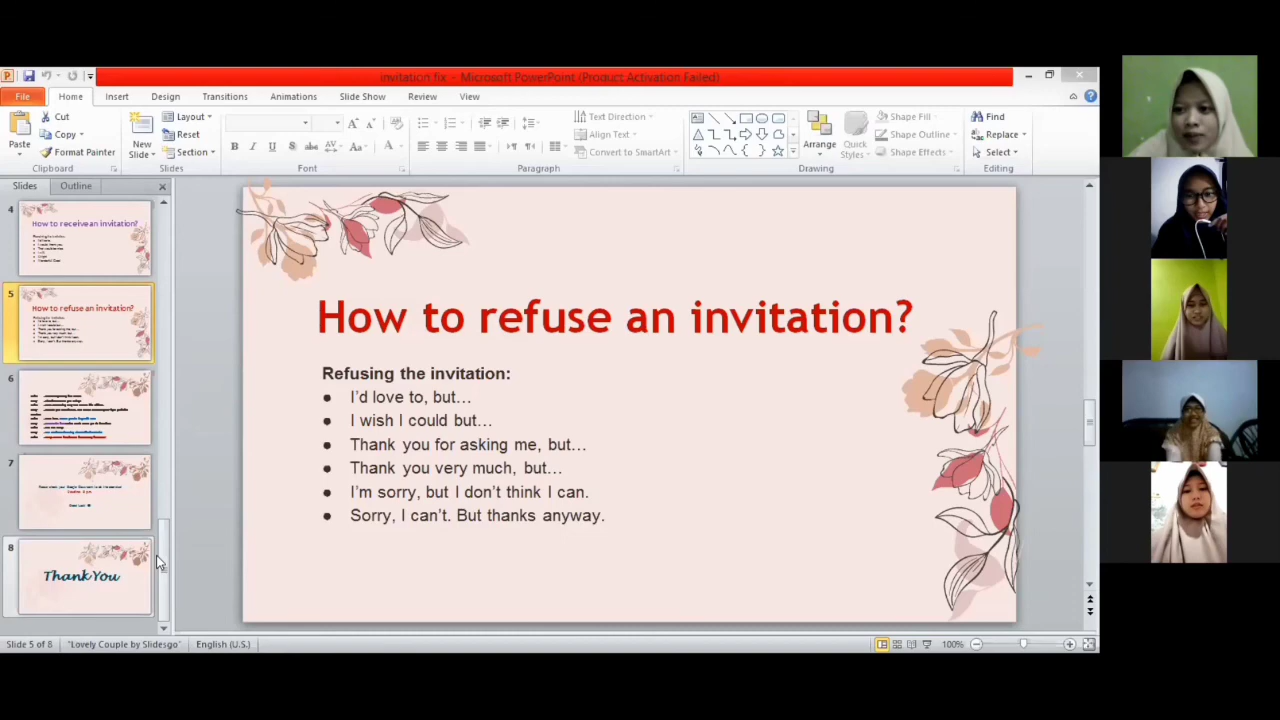 invitation fix - Microsoft PowerPoint (Product Activation Failed)
File Home Insert Design Transitions Animations Slide Show Review View
Paste
Cut
Copy
Format Painter
Clipboard
New Slide
Layout
Reset
Section
Slides
Font
Paragraph
Text Direction
Align Text
Convert to SmartArt
Arrange
Quick Styles
Drawing
Shape Fill
Shape Outline
Shape Effects
Find
Replace
Select
Editing
Slides Outline
4
How to receive an invitation?
5
How to refuse an invitation?
6
7
8
Thank You
How to refuse an invitation?
Refusing the invitation:
● I’d love to, but…
● I wish I could but…
● Thank you for asking me, but…
● Thank you very much, but…
● I’m sorry, but I don’t think I can.
● Sorry, I can’t. But thanks anyway.
Slide 5 of 8 "Lovely Couple by Slidesgo" English (U.S.) 100%